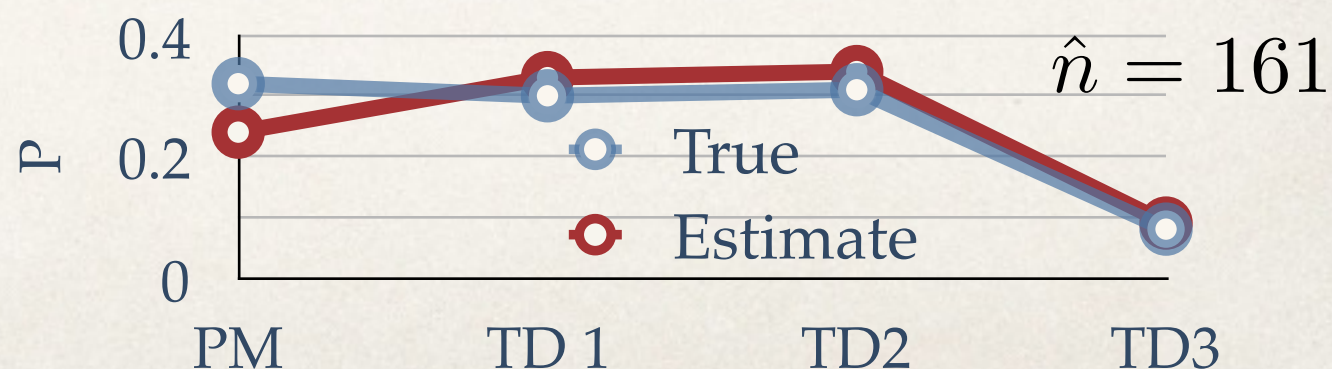 0.4
n̂ = 161
P
0.2
True
Estimate
0
PM TD 1 TD2 TD3